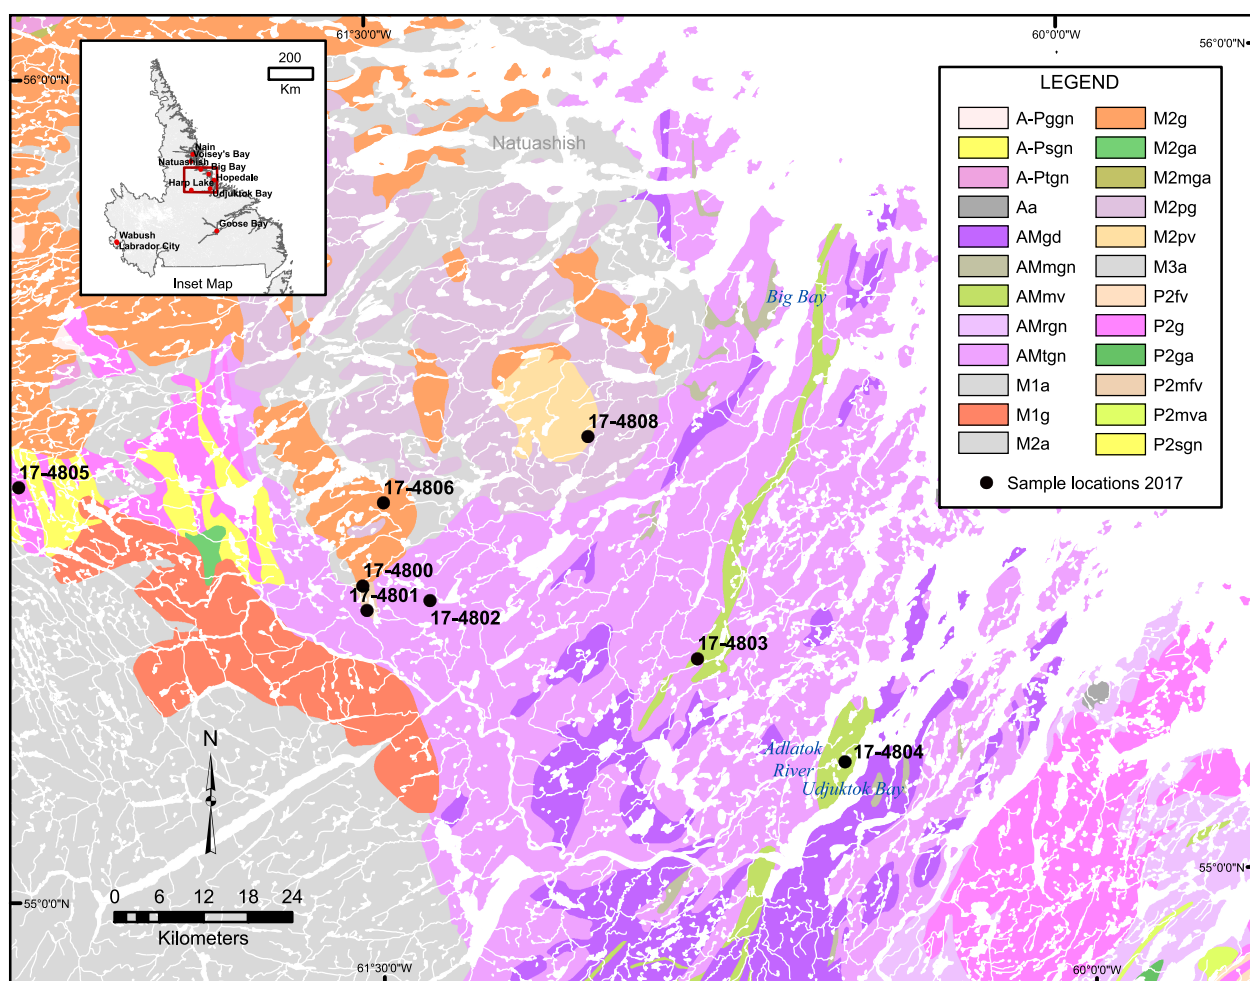 61°30'0"W
60°0'0"W
56°0'0"N
56°0'0"N
200
Km
Nain
Voisey's Bay
Natuashish
Big Bay
Hopedale
Harp Lake
Udjuktok Bay
Goose Bay
Wabush
Labrador City
Inset Map
LEGEND
A-Pggn
A-Psgn
A-Ptgn
Aa
AMgd
AMmgn
AMmv
AMrgn
AMtgn
M1a
M1g
M2a
M2g
M2ga
M2mga
M2pg
M2pv
M3a
P2fv
P2g
P2ga
P2mfv
P2mva
P2sgn
Sample locations 2017
Natuashish
Big Bay
17-4808
17-4805
17-4806
17-4800
17-4801
17-4802
17-4803
17-4804
Adlatok
River
Udjuktok Bay
N
0 6 12 18 24
Kilometers
55°0'0"N
55°0'0"N
61°30'0"W
60°0'0"W